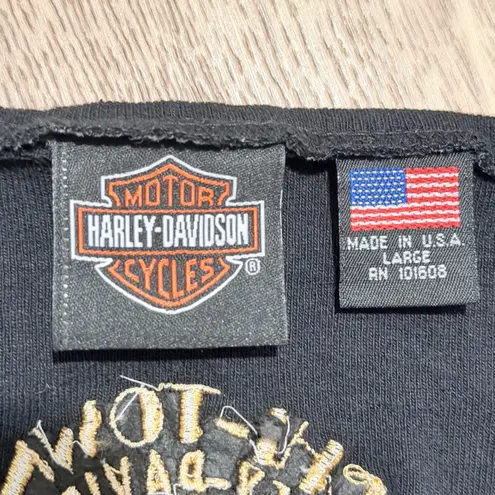 MOTOR
HARLEY-DAVIDSON
CYCLES
®
MADE IN U.S.A.
LARGE
RN 101608